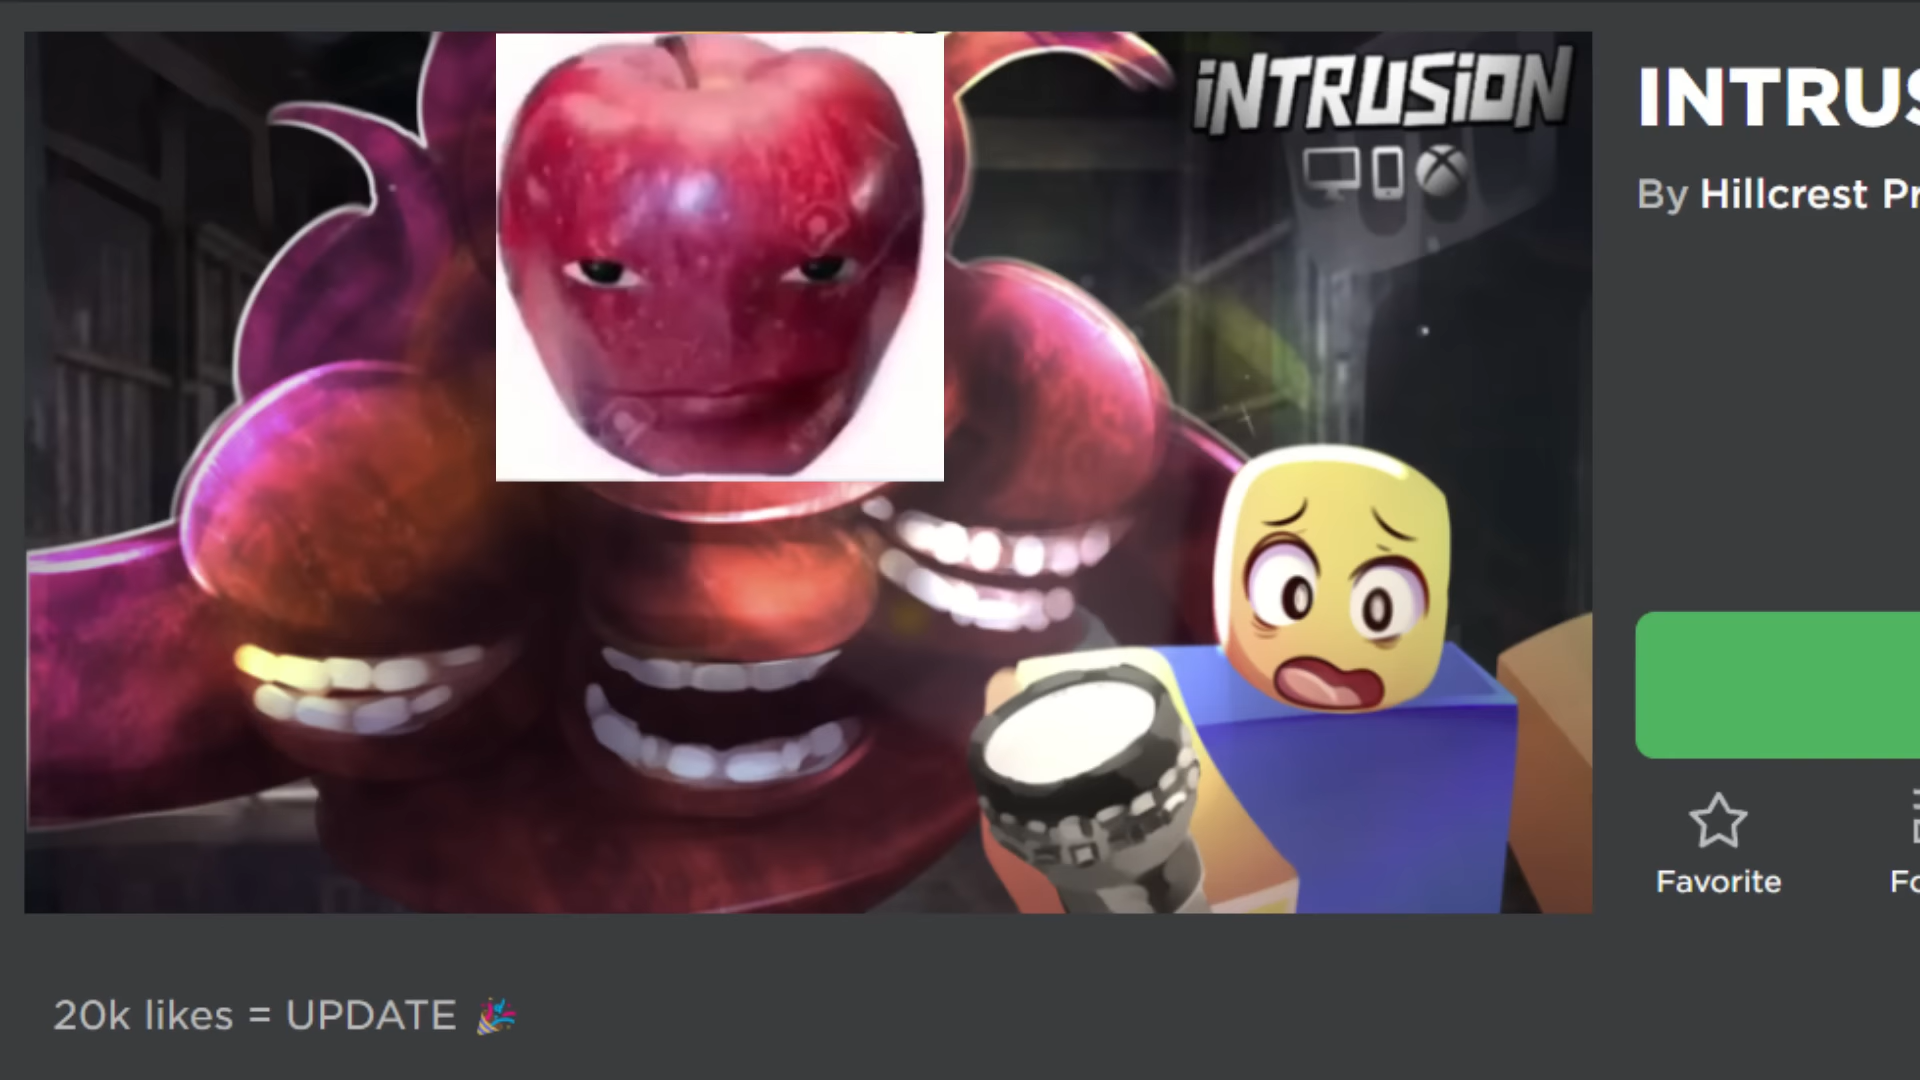 iNTRUSiON
INTRUS
By Hillcrest Pr
Favorite
Fo
20k likes = UPDATE 🎉